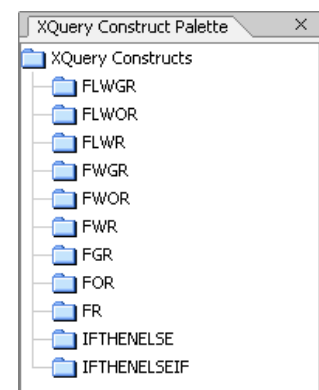 XQuery Construct Palette
XQuery Constructs
FLWGR
FLWOR
FLWR
FWGR
FWOR
FWR
FGR
FOR
FR
IFTHENELSE
IFTHENELSEIF